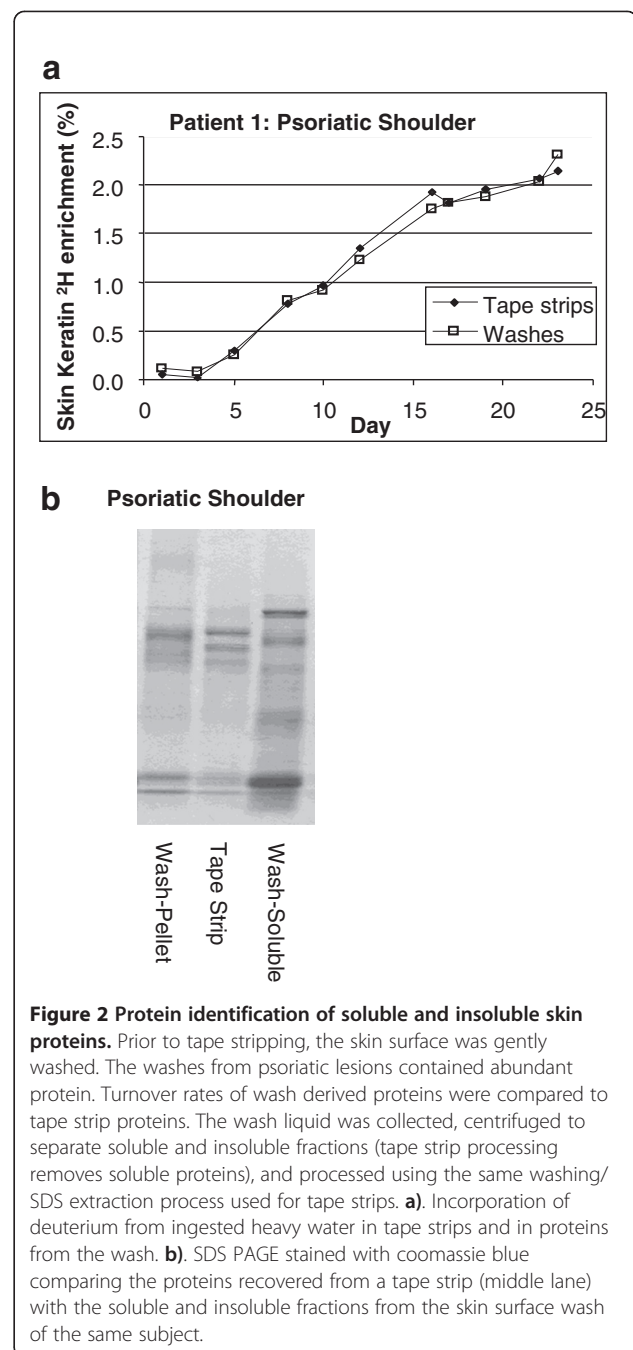 a
Patient 1: Psoriatic Shoulder
Skin Keratin ²H enrichment (%)
2.5
2.0
1.5
1.0
0.5
0.0
Tape strips
Washes
0 5 10 15 20 25
Day
b Psoriatic Shoulder
Wash-Pellet
Tape Strip
Wash-Soluble
Figure 2 Protein identification of soluble and insoluble skin
proteins. Prior to tape stripping, the skin surface was gently
washed. The washes from psoriatic lesions contained abundant
protein. Turnover rates of wash derived proteins were compared to
tape strip proteins. The wash liquid was collected, centrifuged to
separate soluble and insoluble fractions (tape strip processing
removes soluble proteins), and processed using the same washing/
SDS extraction process used for tape strips. a). Incorporation of
deuterium from ingested heavy water in tape strips and in proteins
from the wash. b). SDS PAGE stained with coomassie blue
comparing the proteins recovered from a tape strip (middle lane)
with the soluble and insoluble fractions from the skin surface wash
of the same subject.